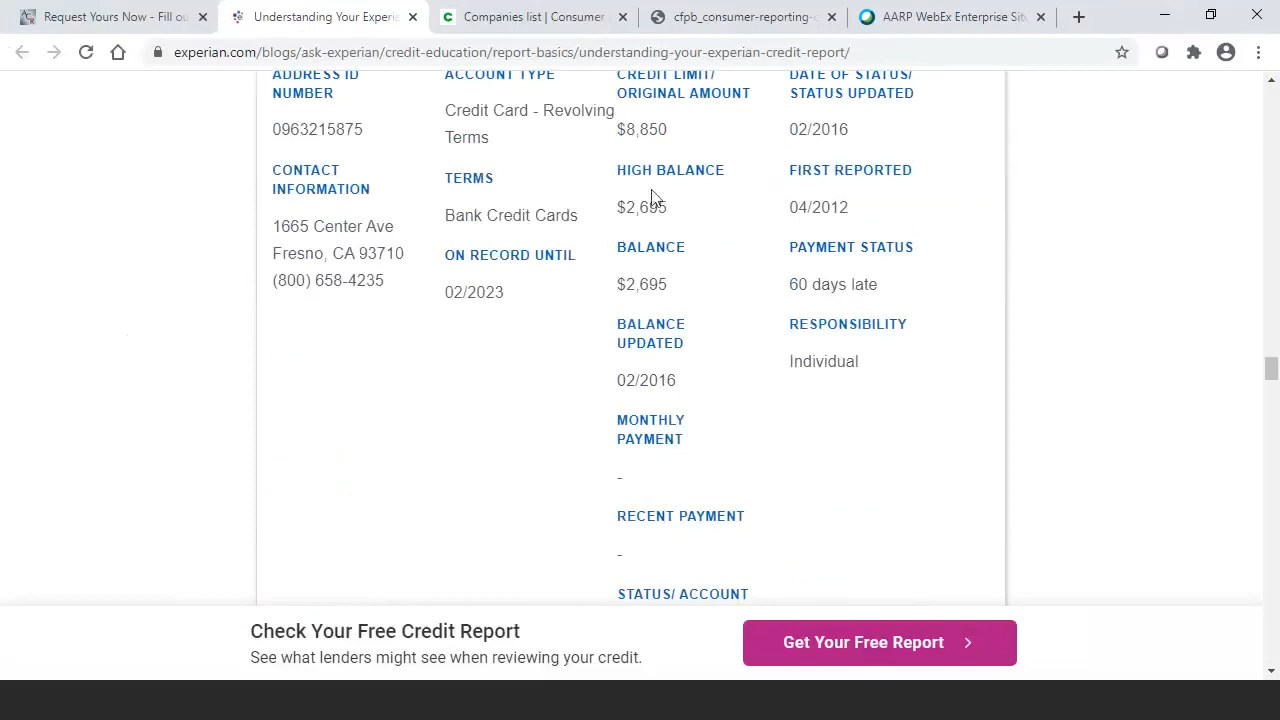 Request Yours Now - Fill ou
Understanding Your Experia
Companies list | Consumer
cfpb_consumer-reporting-c
AARP WebEx Enterprise Site
experian.com/blogs/ask-experian/credit-education/report-basics/understanding-your-experian-credit-report/
ADDRESS ID
NUMBER
0963215875
CONTACT
INFORMATION
1665 Center Ave
Fresno, CA 93710
(800) 658-4235
ACCOUNT TYPE
Credit Card - Revolving
Terms
TERMS
Bank Credit Cards
ON RECORD UNTIL
02/2023
CREDIT LIMIT/
ORIGINAL AMOUNT
$8,850
HIGH BALANCE
$2,695
BALANCE
$2,695
BALANCE
UPDATED
02/2016
MONTHLY
PAYMENT
-
RECENT PAYMENT
-
STATUS/ ACCOUNT
DATE OF STATUS/
STATUS UPDATED
02/2016
FIRST REPORTED
04/2012
PAYMENT STATUS
60 days late
RESPONSIBILITY
Individual
Check Your Free Credit Report
See what lenders might see when reviewing your credit.
Get Your Free Report